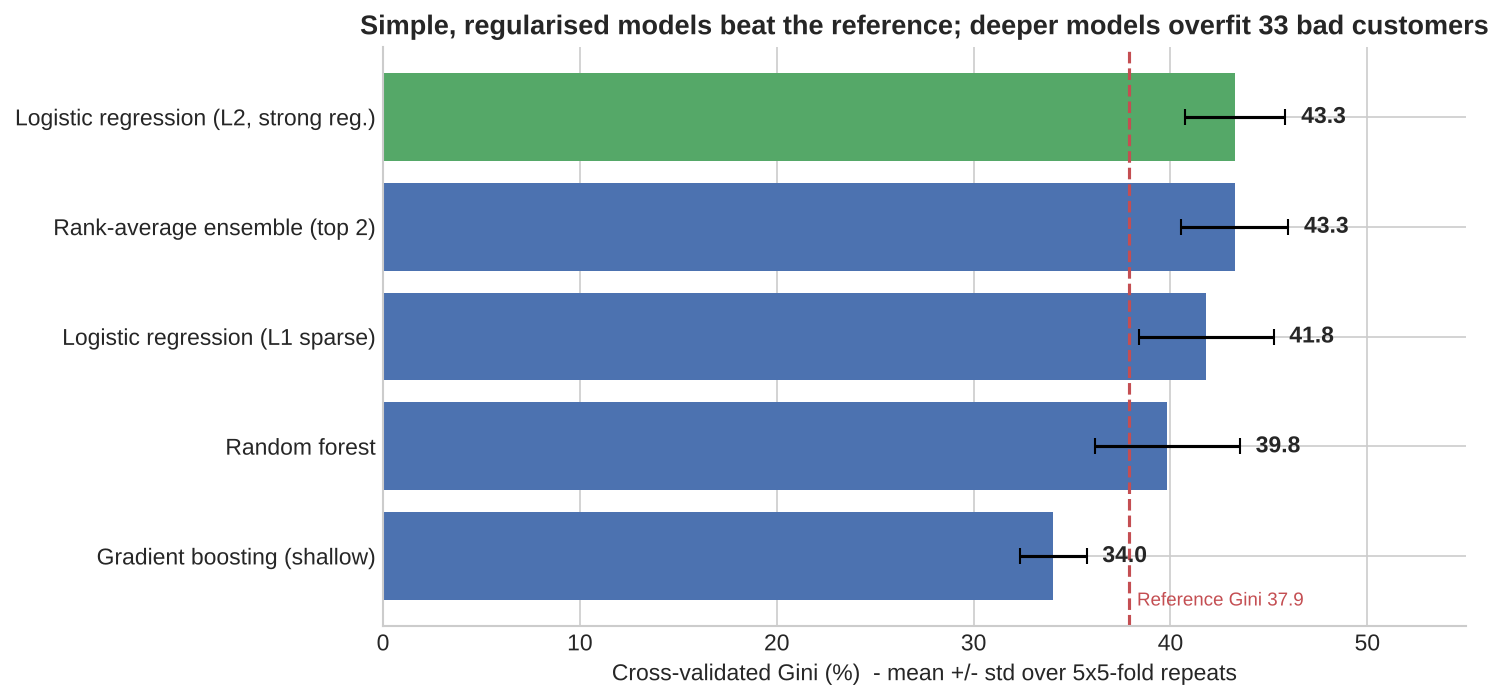 Simple, regularised models beat the reference; deeper models overfit 33 bad customers
Logistic regression (L2, strong reg.)
43.3
Rank-average ensemble (top 2)
43.3
Logistic regression (L1 sparse)
41.8
Random forest
39.8
Gradient boosting (shallow)
34.0
Reference Gini 37.9
0 10 20 30 40 50
Cross-validated Gini (%)  - mean +/- std over 5x5-fold repeats